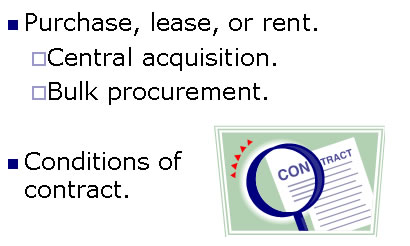 Purchase, lease, or rent.
Central acquisition.
Bulk procurement.
Conditions of
contract.
CONTRACT